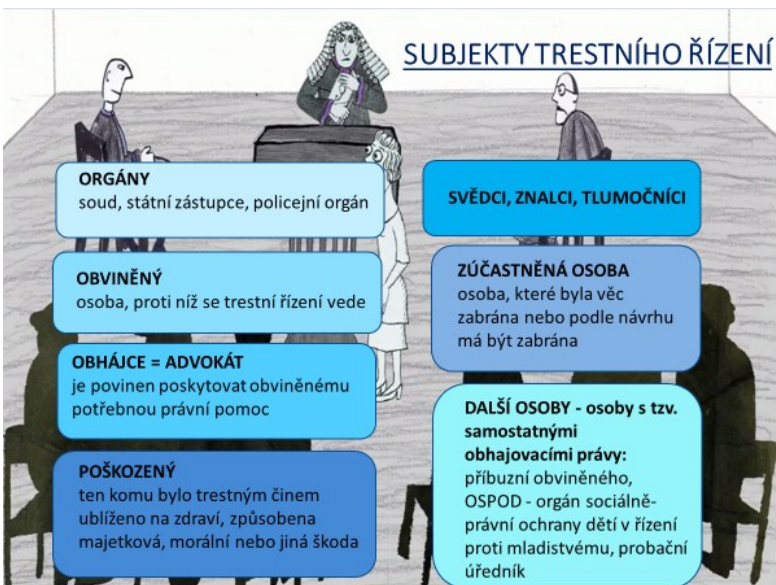 SUBJEKTY TRESTNÍHO ŘÍZENÍ
ORGÁNY
soud, státní zástupce, policejní orgán
OBVINĚNÝ
osoba, proti níž se trestní řízení vede
OBHÁJCE = ADVOKÁT
je povinen poskytovat obviněnému
potřebnou právní pomoc
POŠKOZENÝ
ten komu bylo trestným činem
ublíženo na zdraví, způsobena
majetková, morální nebo jiná škoda
SVĚDCI, ZNALCI, TLUMOČNÍCI
ZÚČASTNĚNÁ OSOBA
osoba, které byla věc
zabrána nebo podle návrhu
má být zabrána
DALŠÍ OSOBY - osoby s tzv.
samostatnými
obhajovacími právy:
příbuzní obviněného,
OSPOD - orgán sociálně-
právní ochrany dětí v řízení
proti mladistvému, probační
úředník